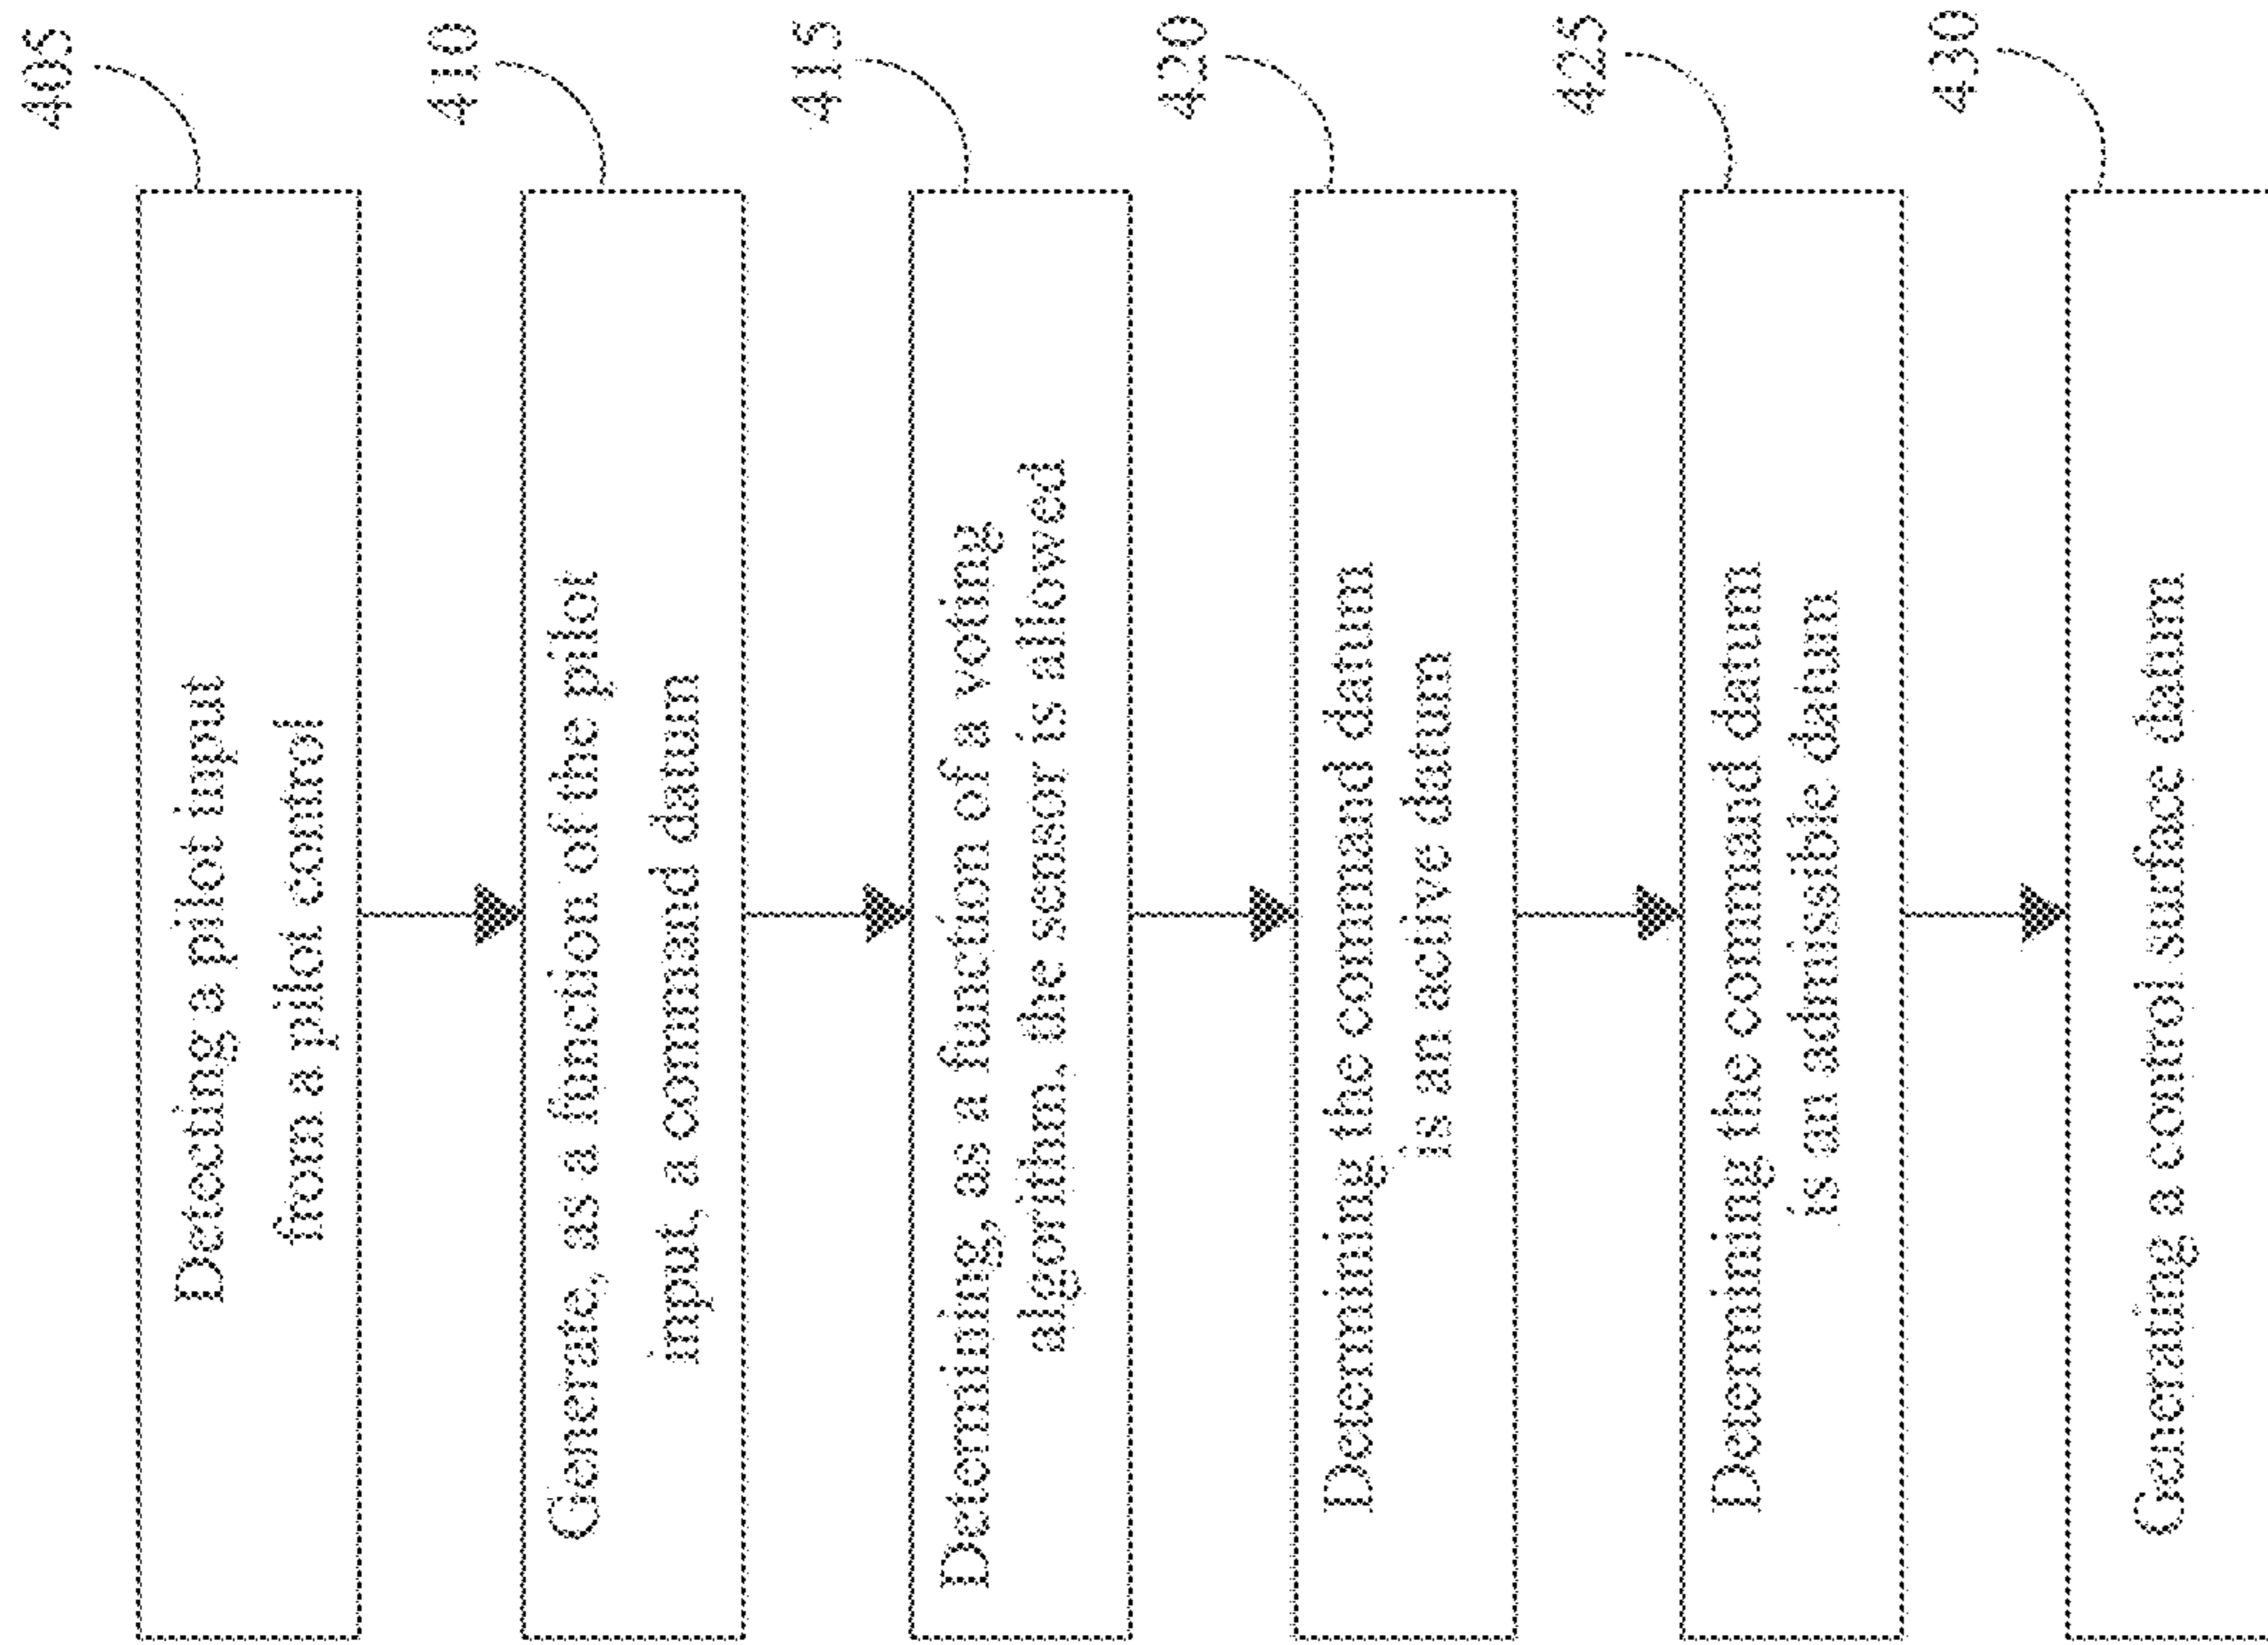 405
Detecting a pilot input
from a pilot control
410
Generate, as a function of the pilot
input, a command datum
415
Determining, as a function of a voting
algorithm, the sensor is allowed
420
Determining the command datum
is an active datum
425
Determining the command datum
is an admissible datum
430
Generating a control surface datum